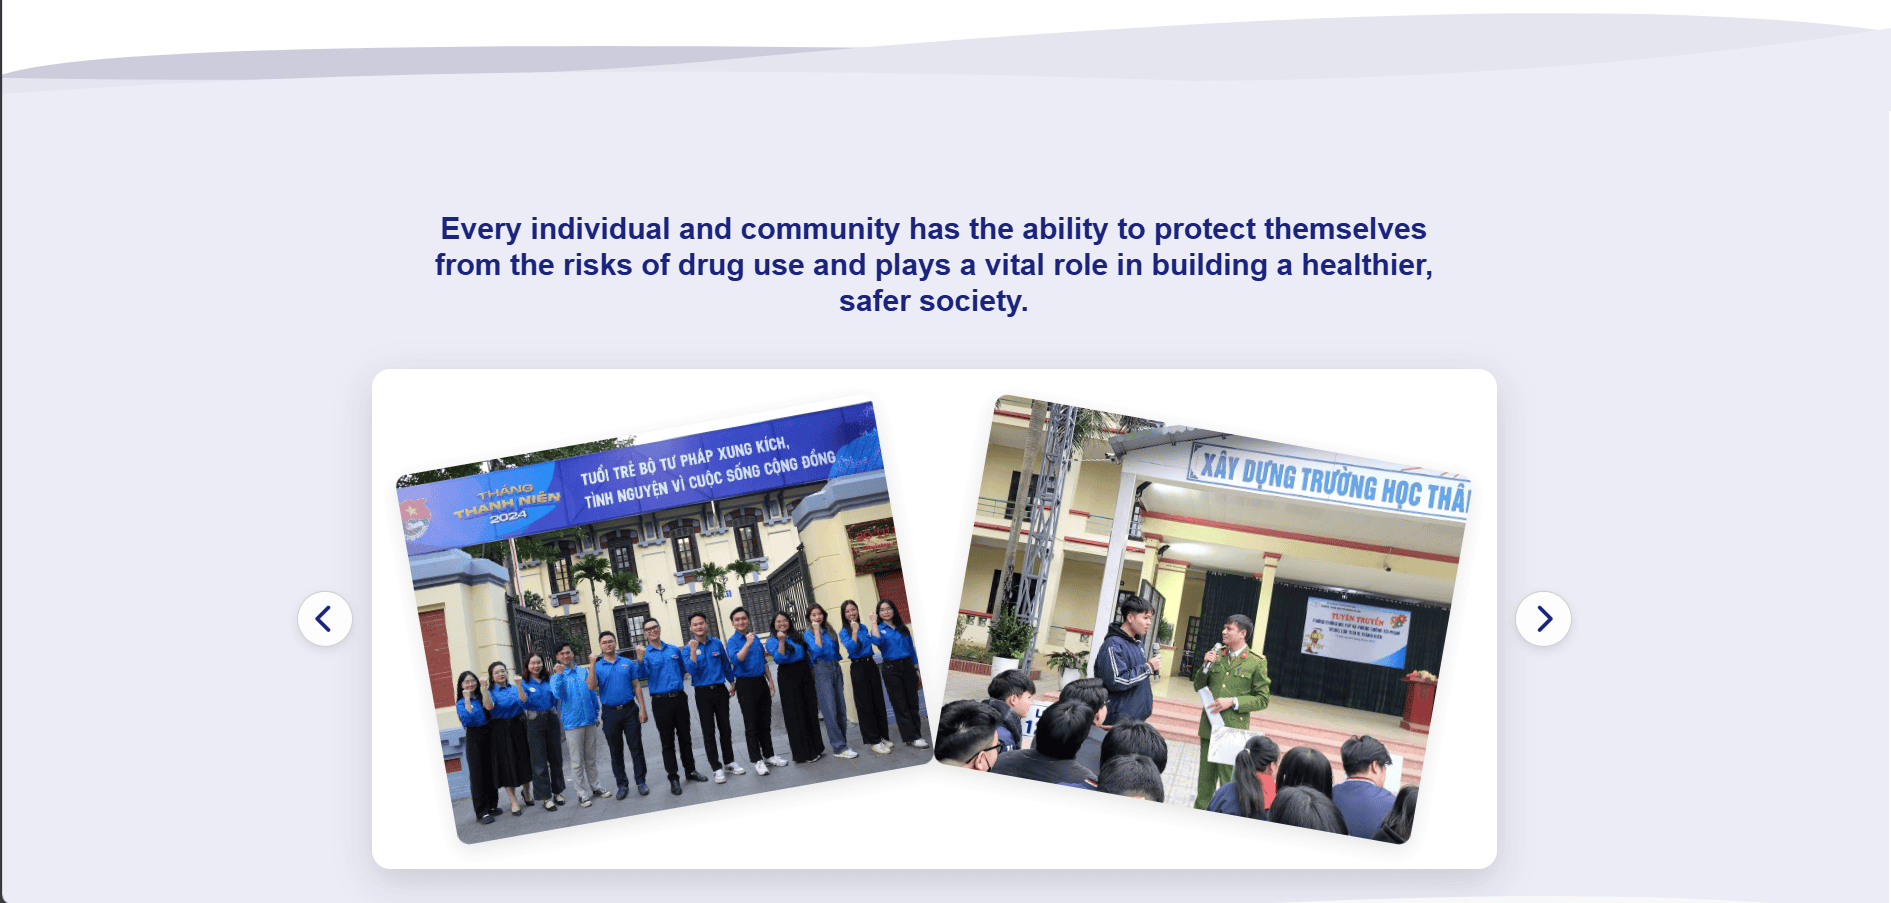 Every individual and community has the ability to protect themselves
from the risks of drug use and plays a vital role in building a healthier,
safer society.
THÁNG
THANH NIÊN
2024
TUỔI TRẺ BỘ TƯ PHÁP XUNG KÍCH,
TÌNH NGUYỆN VÌ CUỘC SỐNG CỘNG ĐỒNG
XÂY DỰNG TRƯỜNG HỌC THÂ
TUYÊN TRUYỀN